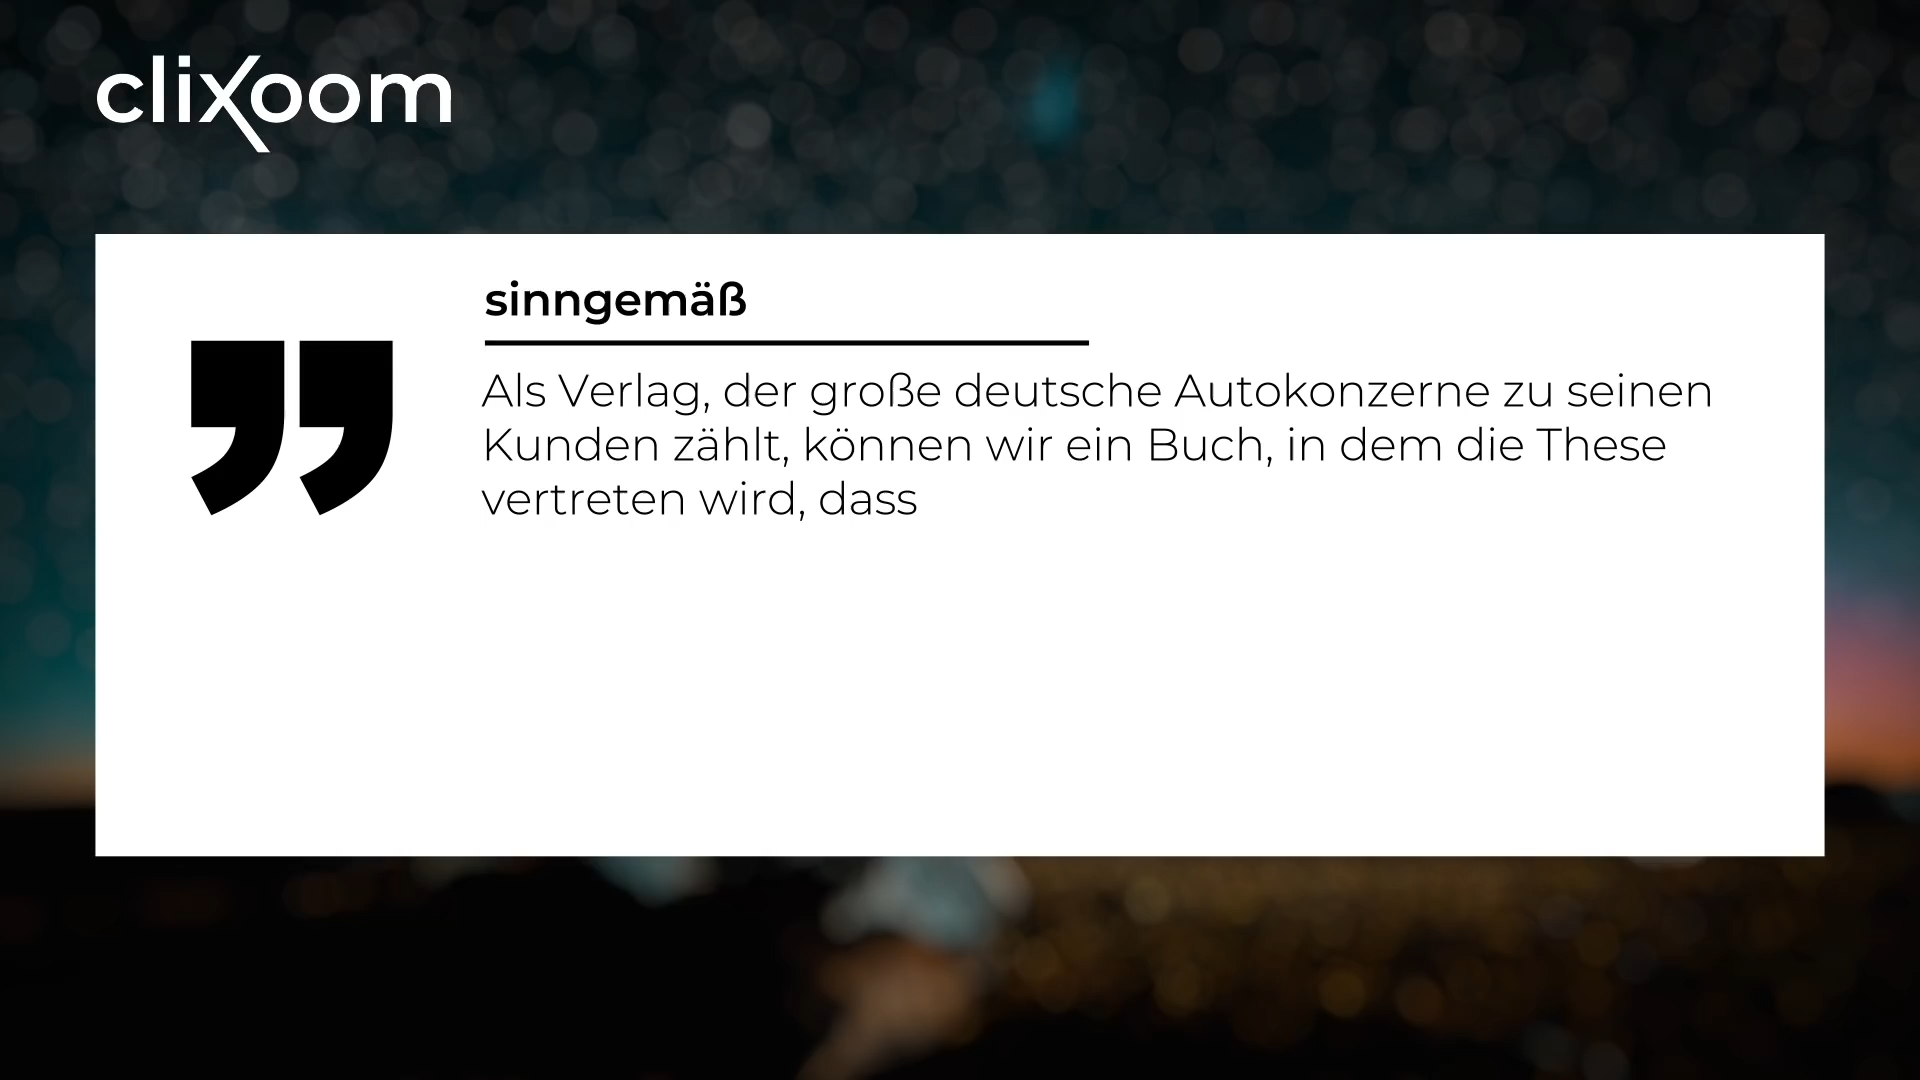 clixoom
sinngemäß
Als Verlag, der große deutsche Autokonzerne zu seinen
Kunden zählt, können wir ein Buch, in dem die These
vertreten wird, dass